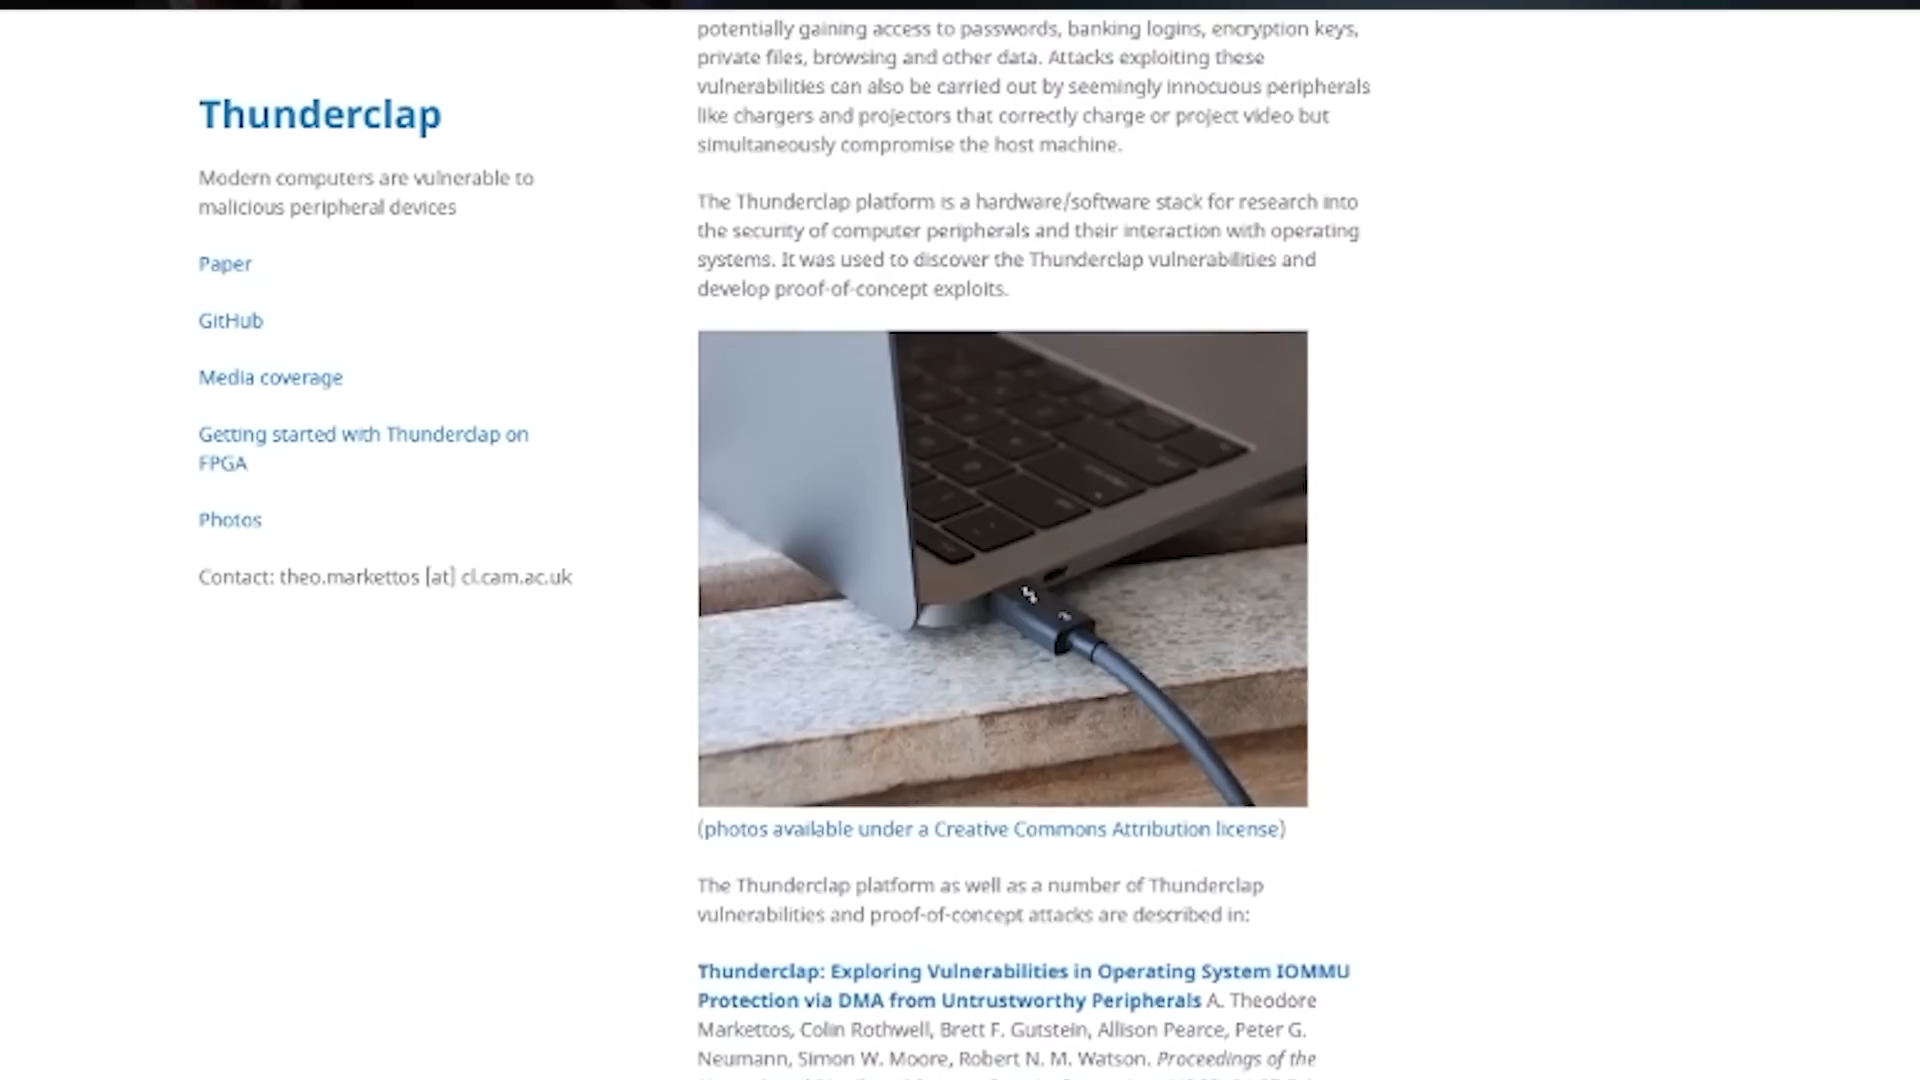 potentially gaining access to passwords, banking logins, encryption keys,
private files, browsing and other data. Attacks exploiting these
vulnerabilities can also be carried out by seemingly innocuous peripherals
like chargers and projectors that correctly charge or project video but
simultaneously compromise the host machine.
Thunderclap
Modern computers are vulnerable to
malicious peripheral devices
Paper
GitHub
Media coverage
Getting started with Thunderclap on
FPGA
Photos
Contact: theo.markettos [at] cl.cam.ac.uk
The Thunderclap platform is a hardware/software stack for research into
the security of computer peripherals and their interaction with operating
systems. It was used to discover the Thunderclap vulnerabilities and
develop proof-of-concept exploits.
(photos available under a Creative Commons Attribution license)
The Thunderclap platform as well as a number of Thunderclap
vulnerabilities and proof-of-concept attacks are described in:
Thunderclap: Exploring Vulnerabilities in Operating System IOMMU
Protection via DMA from Untrustworthy Peripherals A. Theodore
Markettos, Colin Rothwell, Brett F. Gutstein, Allison Pearce, Peter G.
Neumann, Simon W. Moore, Robert N. M. Watson. Proceedings of the